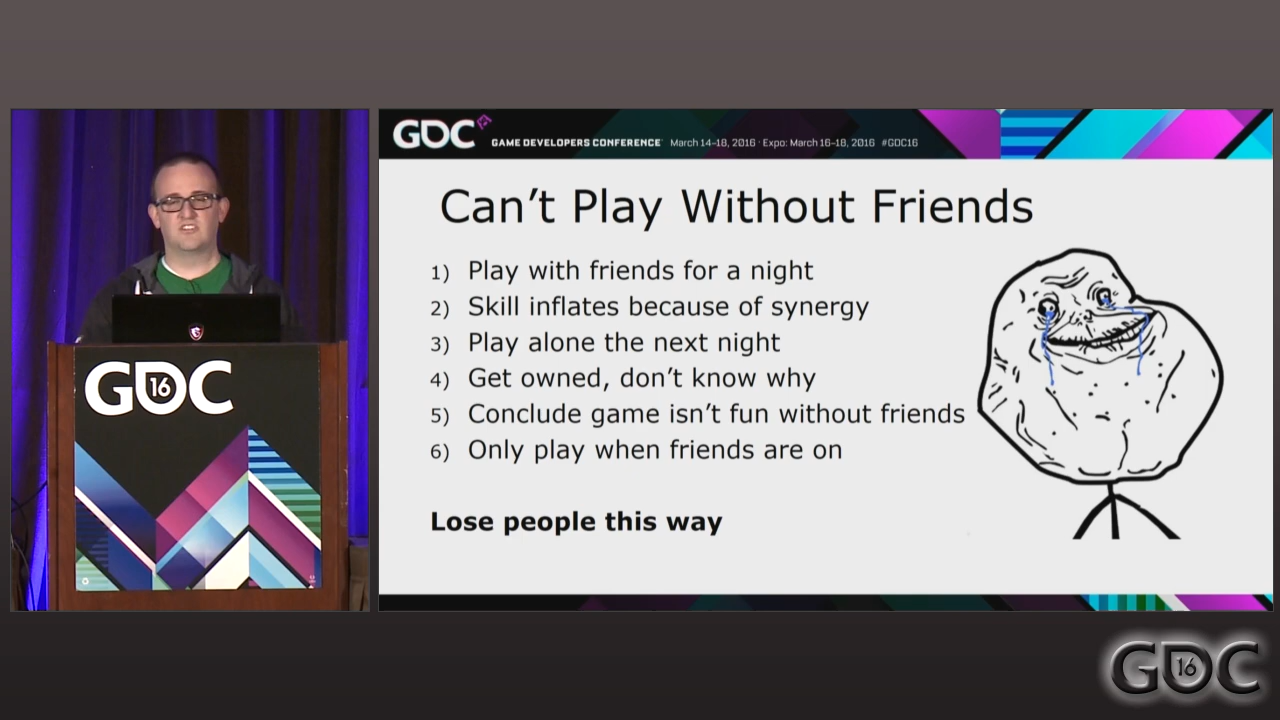 GDC
16
GDC GAME DEVELOPERS CONFERENCE March 14-18, 2016 · Expo: March 16-18, 2016 #GDC16
Can't Play Without Friends
1) Play with friends for a night
2) Skill inflates because of synergy
3) Play alone the next night
4) Get owned, don't know why
5) Conclude game isn't fun without friends
6) Only play when friends are on
Lose people this way
GDC
16